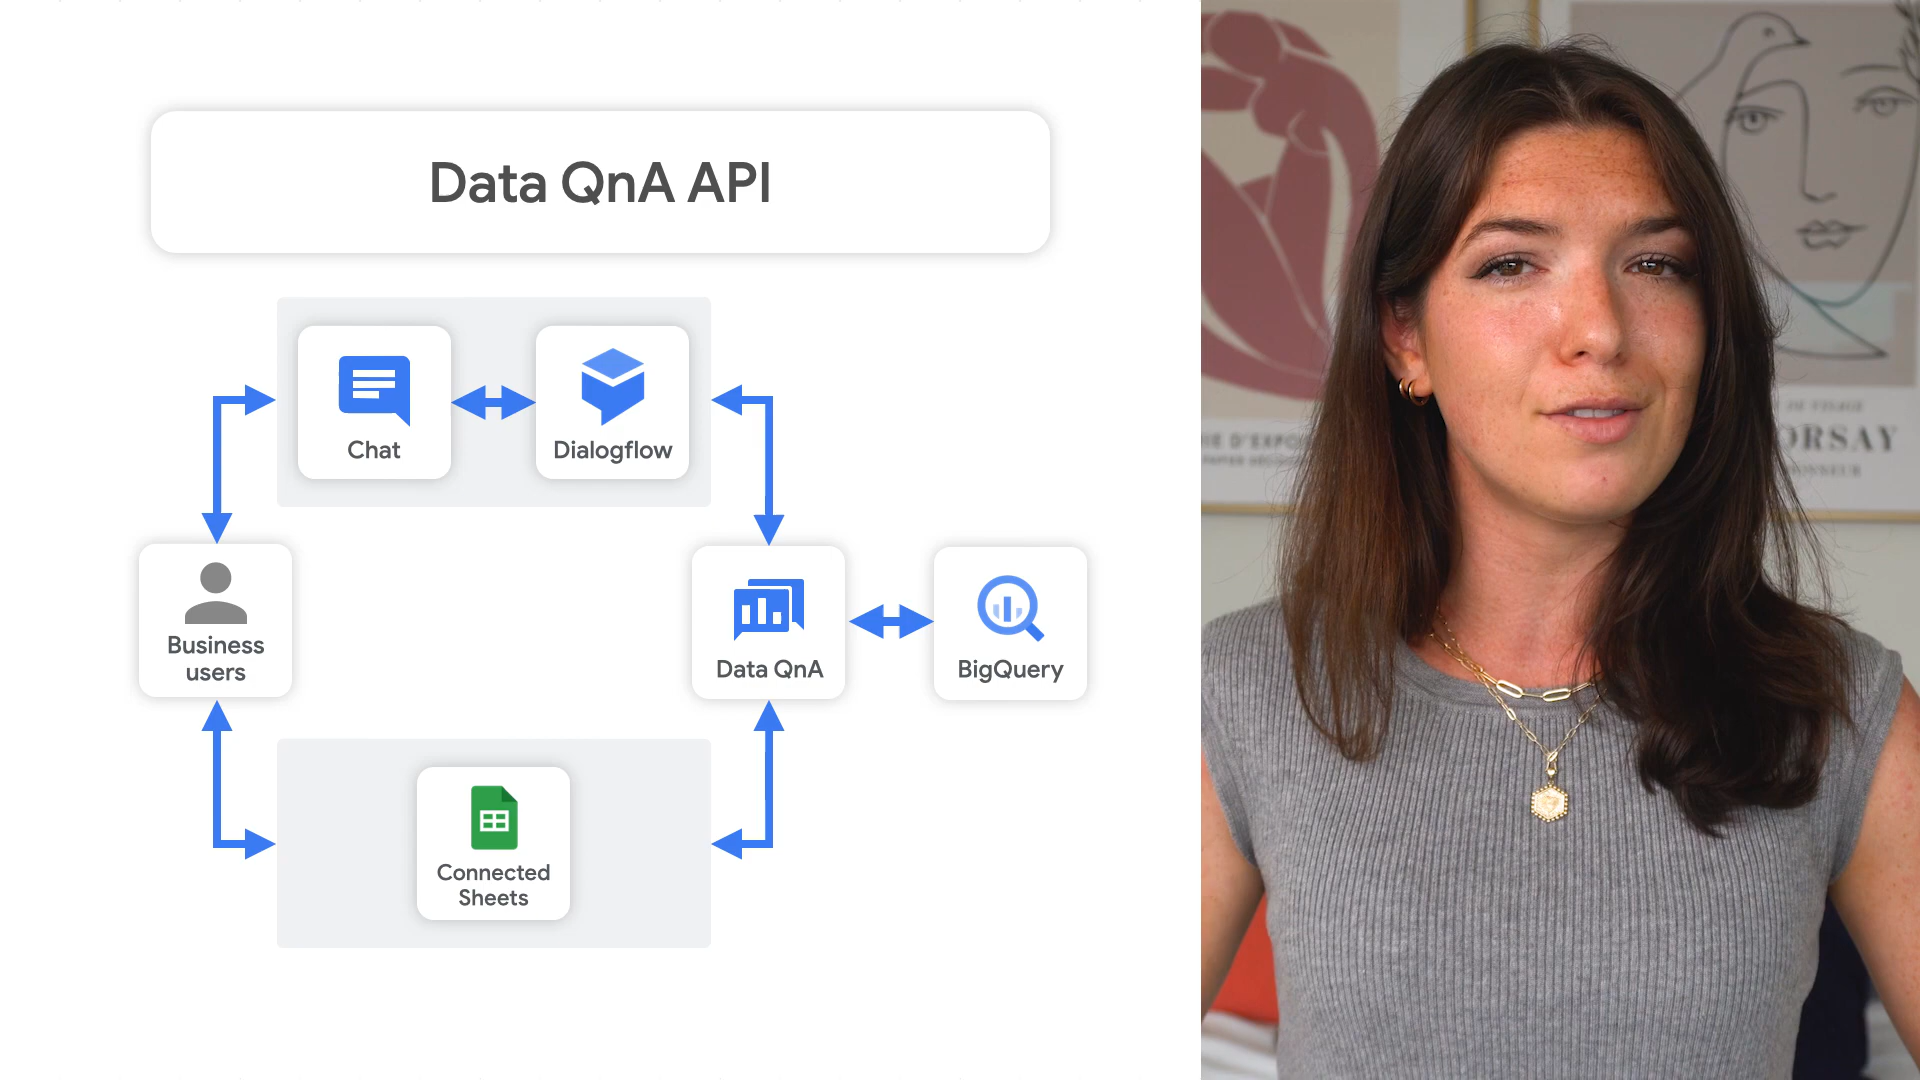 Data QnA API
Chat
Dialogflow
Business
users
Data QnA
BigQuery
Connected
Sheets
ORSAY